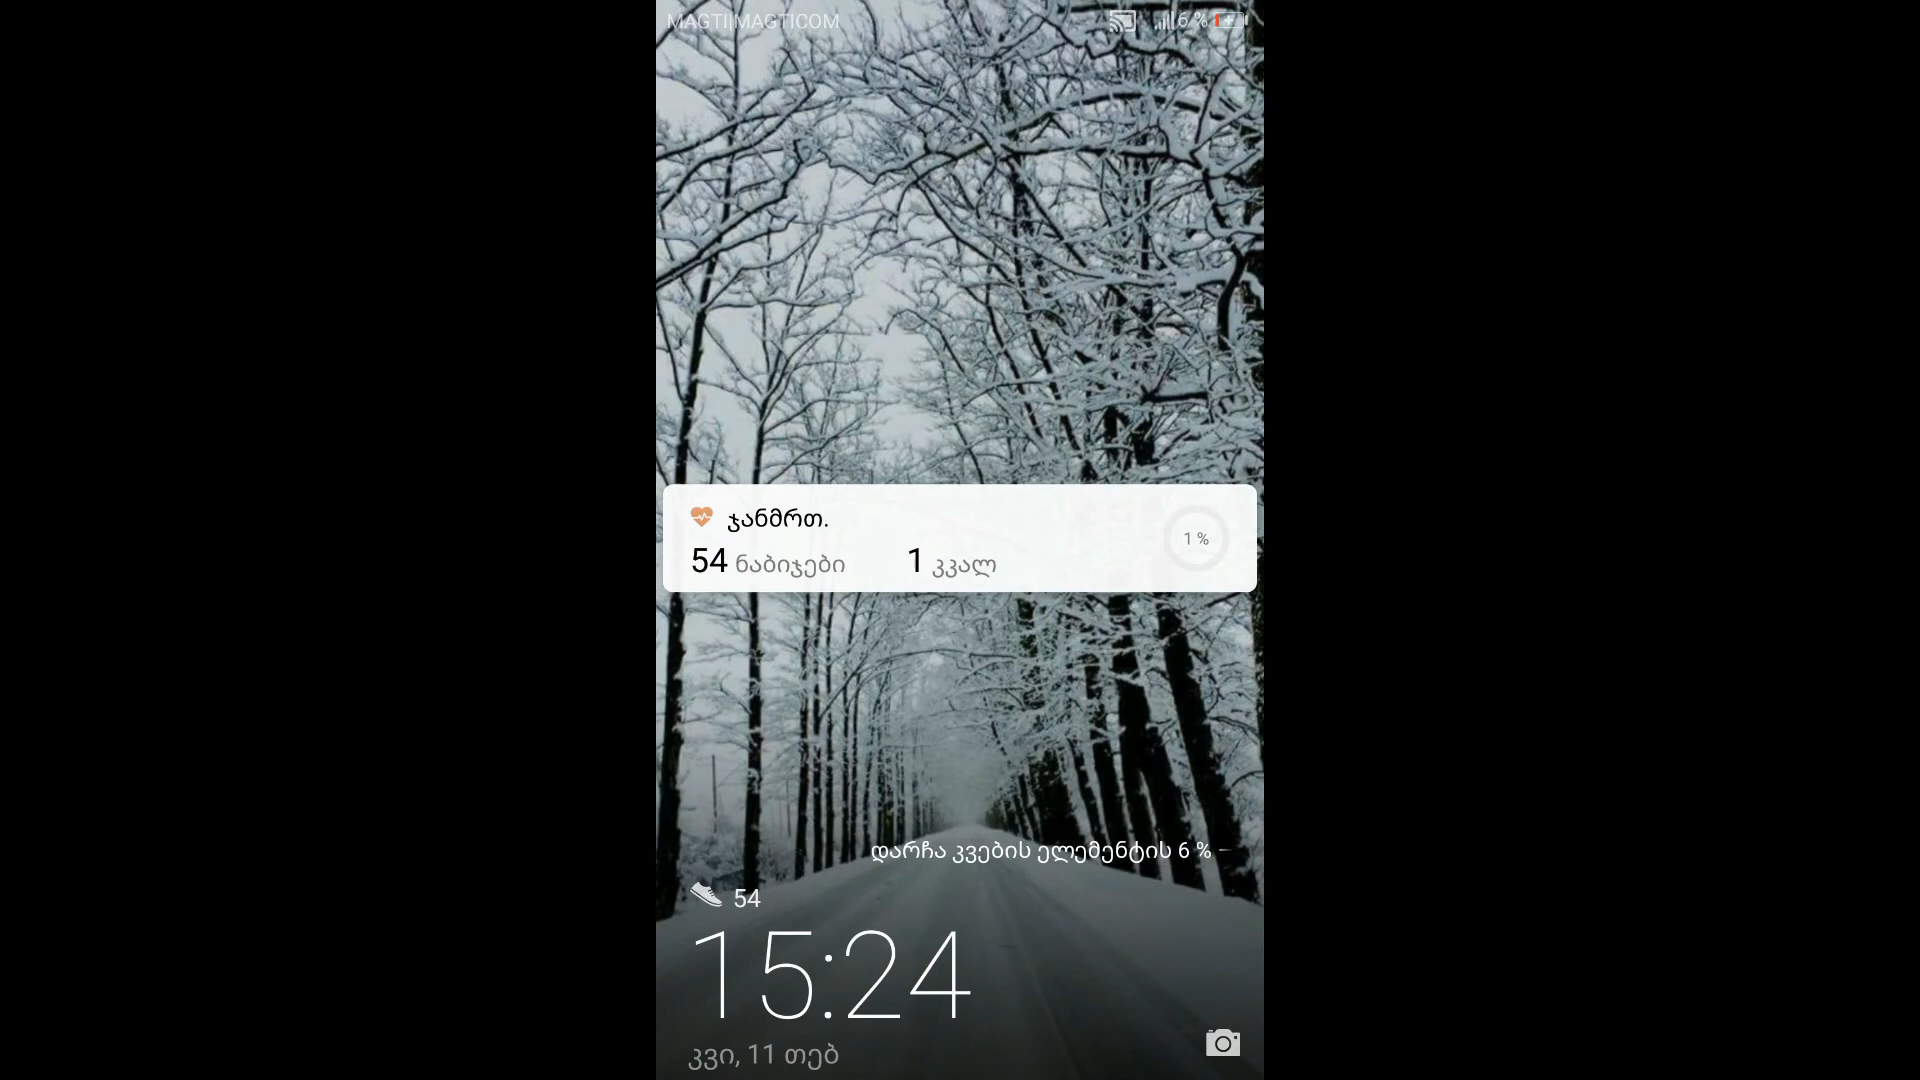 MAGTI|MAGTICOM
6 %
ჯანმრთ.
54 ნაბიჯები
1 კკალ
1 %
დარჩა კვების ელემენტის 6 % —
54
15:24
კვი, 11 თებ